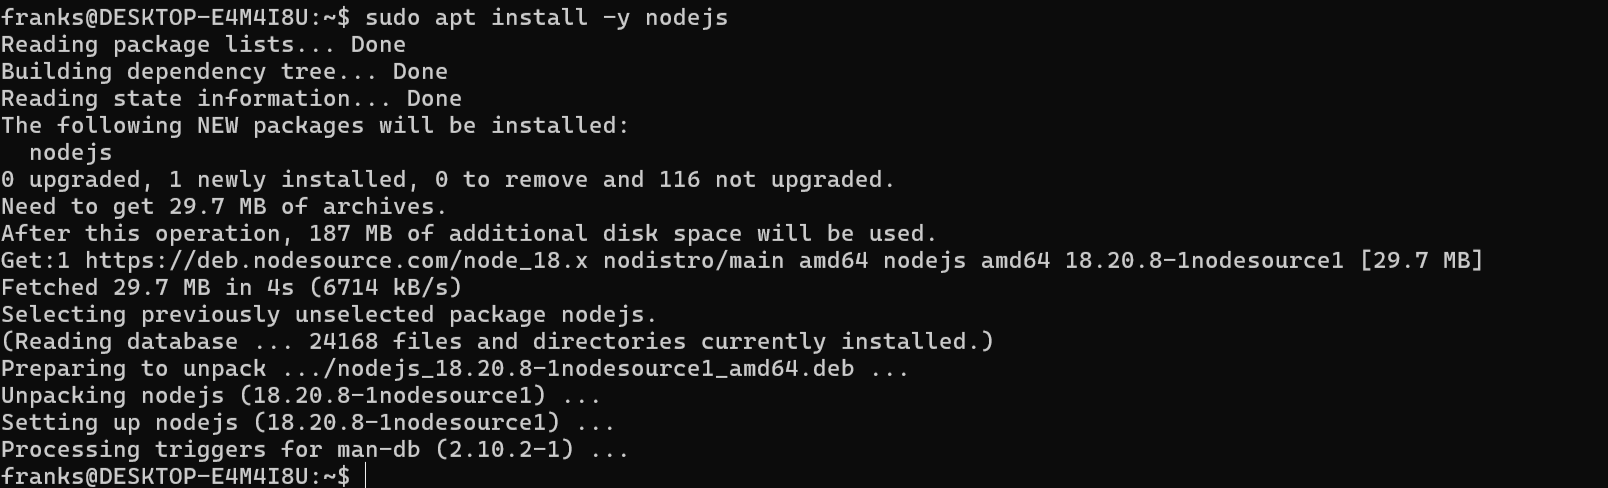 franks@DESKTOP-E4M4I8U:~$ sudo apt install -y nodejs
Reading package lists... Done
Building dependency tree... Done
Reading state information... Done
The following NEW packages will be installed:
  nodejs
0 upgraded, 1 newly installed, 0 to remove and 116 not upgraded.
Need to get 29.7 MB of archives.
After this operation, 187 MB of additional disk space will be used.
Get:1 https://deb.nodesource.com/node_18.x nodistro/main amd64 nodejs amd64 18.20.8-1nodesource1 [29.7 MB]
Fetched 29.7 MB in 4s (6714 kB/s)
Selecting previously unselected package nodejs.
(Reading database ... 24168 files and directories currently installed.)
Preparing to unpack .../nodejs_18.20.8-1nodesource1_amd64.deb ...
Unpacking nodejs (18.20.8-1nodesource1) ...
Setting up nodejs (18.20.8-1nodesource1) ...
Processing triggers for man-db (2.10.2-1) ...
franks@DESKTOP-E4M4I8U:~$